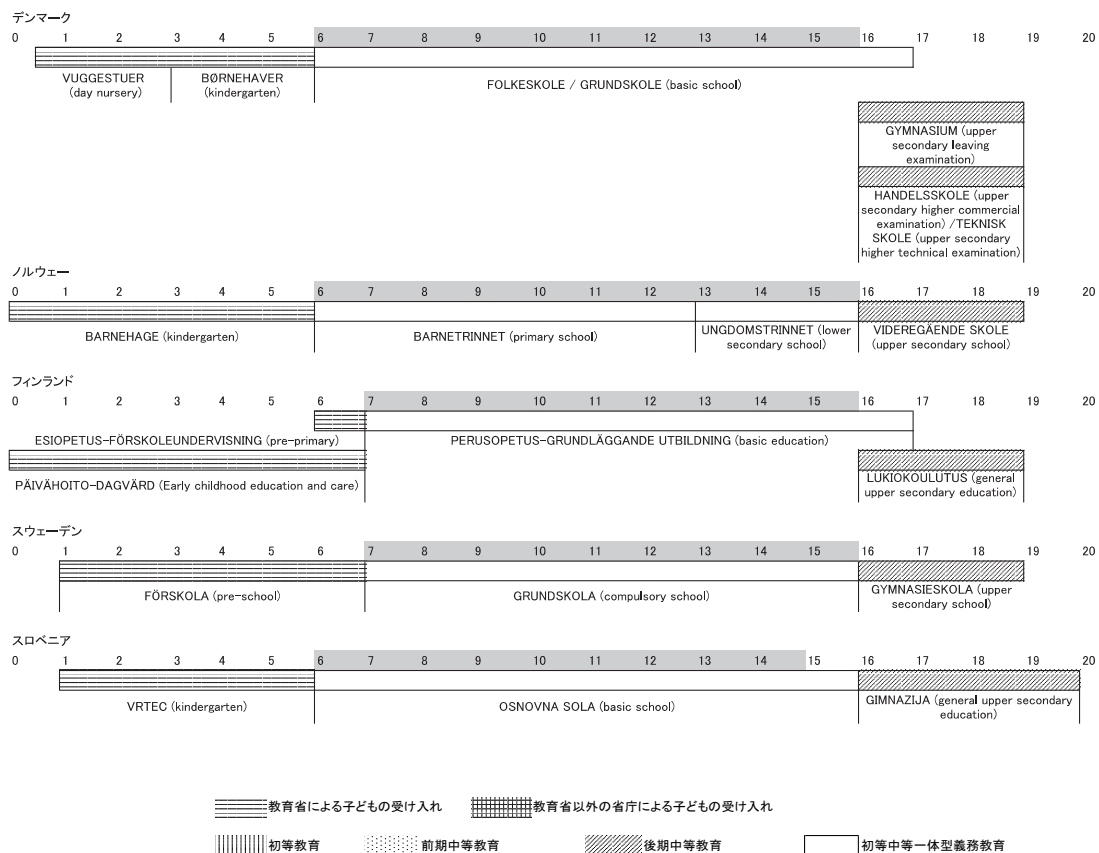 デンマーク
0 1 2 3 4 5 6 7 8 9 10 11 12 13 14 15 16 17 18 19 20
VUGGESTUER
(day nursery)
BØRNEHAVER
(kindergarten)
FOLKESKOLE / GRUNDSKOLE (basic school)
GYMNASIUM (upper
secondary leaving
examination)
HANDELSSKOLE (upper
secondary higher commercial
examination) /TEKNISK
SKOLE (upper secondary
higher technical examination)
ノルウェー
0 1 2 3 4 5 6 7 8 9 10 11 12 13 14 15 16 17 18 19 20
BARNEHAGE (kindergarten)
BARNETRINNET (primary school)
UNGDOMSTRINNET (lower
secondary school)
VIDEREGÅENDE SKOLE
(upper secondary school)
フィンランド
0 1 2 3 4 5 6 7 8 9 10 11 12 13 14 15 16 17 18 19 20
ESIOPETUS-FÖRSKOLEUNDERVISNING (pre-primary)
PERUSOPETUS-GRUNDLÄGGANDE UTBILDNING (basic education)
PÄIVÄHOITO-DAGVÅRD (Early childhood education and care)
LUKIOKOULUTUS (general
upper secondary education)
スウェーデン
0 1 2 3 4 5 6 7 8 9 10 11 12 13 14 15 16 17 18 19 20
FÖRSKOLA (pre-school)
GRUNDSKOLA (compulsory school)
GYMNASIESKOLA (upper
secondary school)
スロベニア
0 1 2 3 4 5 6 7 8 9 10 11 12 13 14 15 16 17 18 19 20
VRTEC (kindergarten)
OSNOVNA SOLA (basic school)
GIMNAZIJA (general upper secondary
education)
教育省による子どもの受け入れ
教育省以外の省庁による子どもの受け入れ
初等教育
前期中等教育
後期中等教育
初等中等一体型義務教育